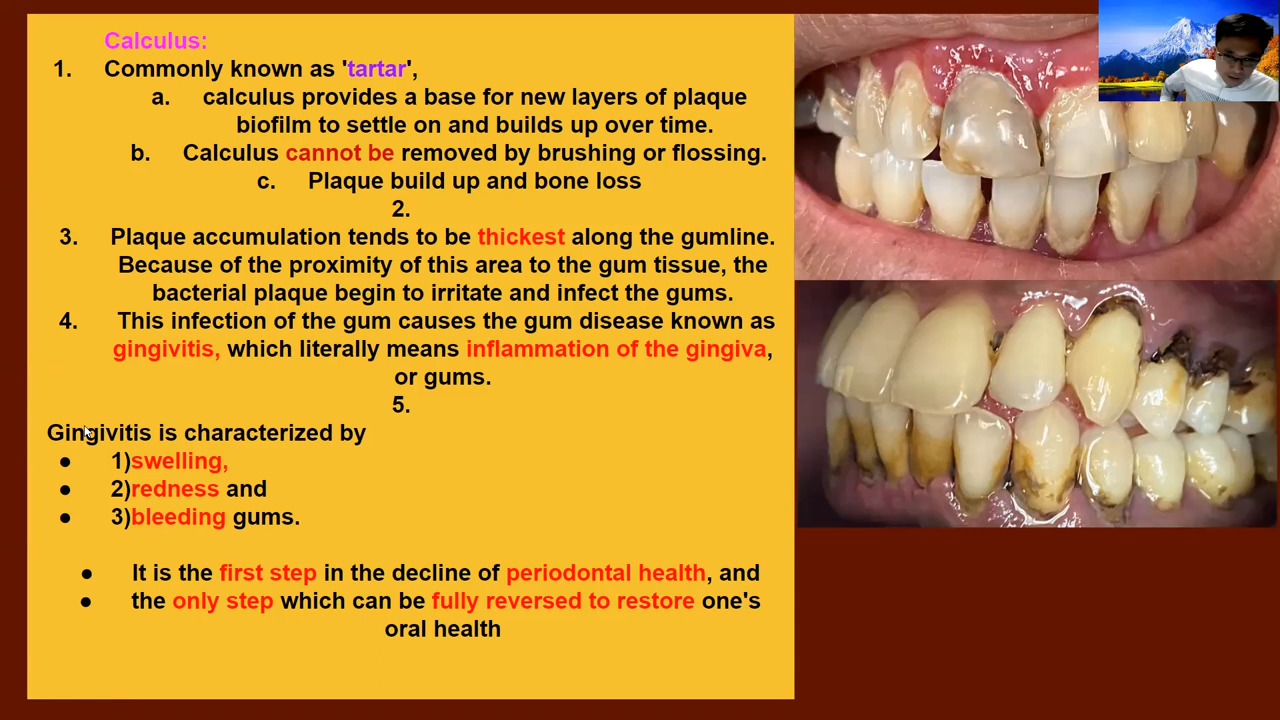 Calculus:
1. Commonly known as 'tartar',
a. calculus provides a base for new layers of plaque
biofilm to settle on and builds up over time.
b. Calculus cannot be removed by brushing or flossing.
c. Plaque build up and bone loss
2.
3. Plaque accumulation tends to be thickest along the gumline.
Because of the proximity of this area to the gum tissue, the
bacterial plaque begin to irritate and infect the gums.
4. This infection of the gum causes the gum disease known as
gingivitis, which literally means inflammation of the gingiva,
or gums.
5.
Gingivitis is characterized by
● 1)swelling,
● 2)redness and
● 3)bleeding gums.
● It is the first step in the decline of periodontal health, and
● the only step which can be fully reversed to restore one's
oral health